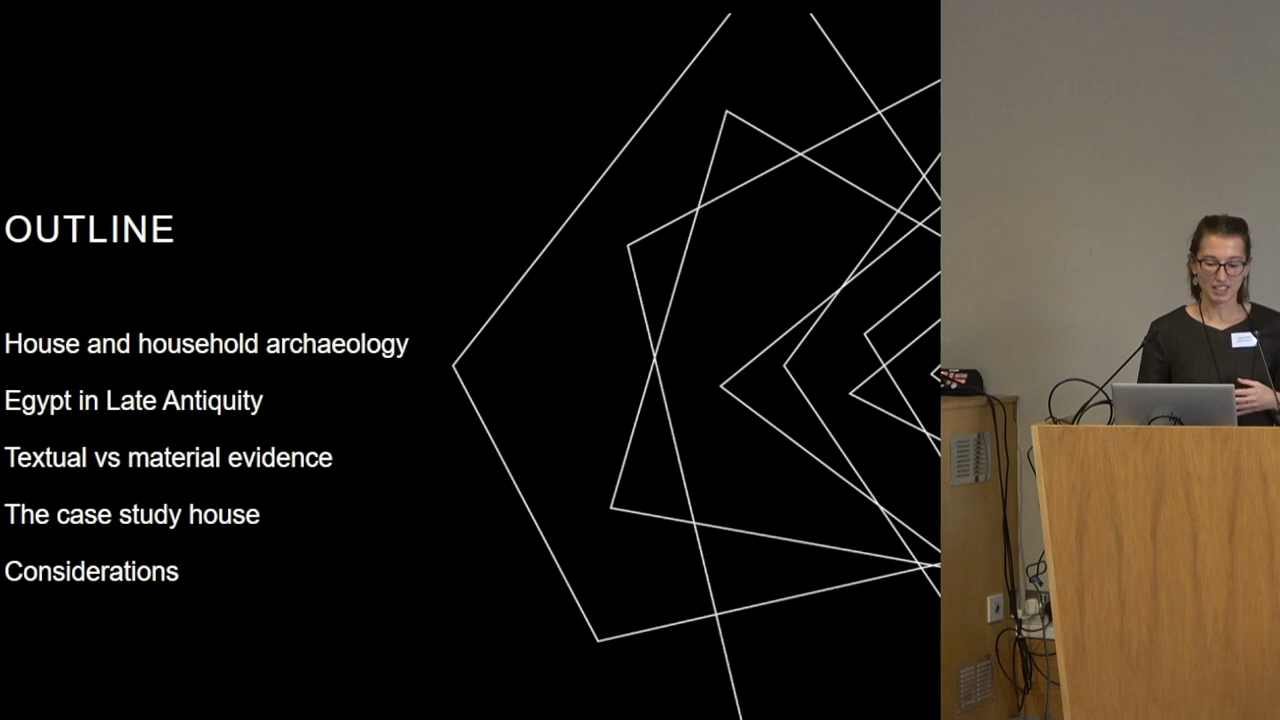 OUTLINE
House and household archaeology
Egypt in Late Antiquity
Textual vs material evidence
The case study house
Considerations